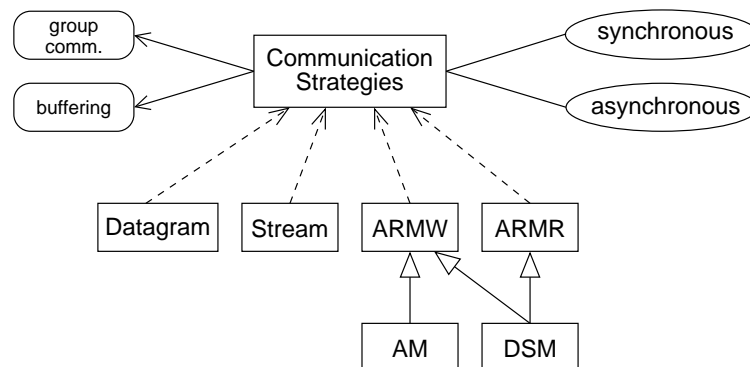 group
comm.
Communication
Strategies
synchronous
buffering
asynchronous
Datagram
Stream
ARMW
ARMR
AM
DSM